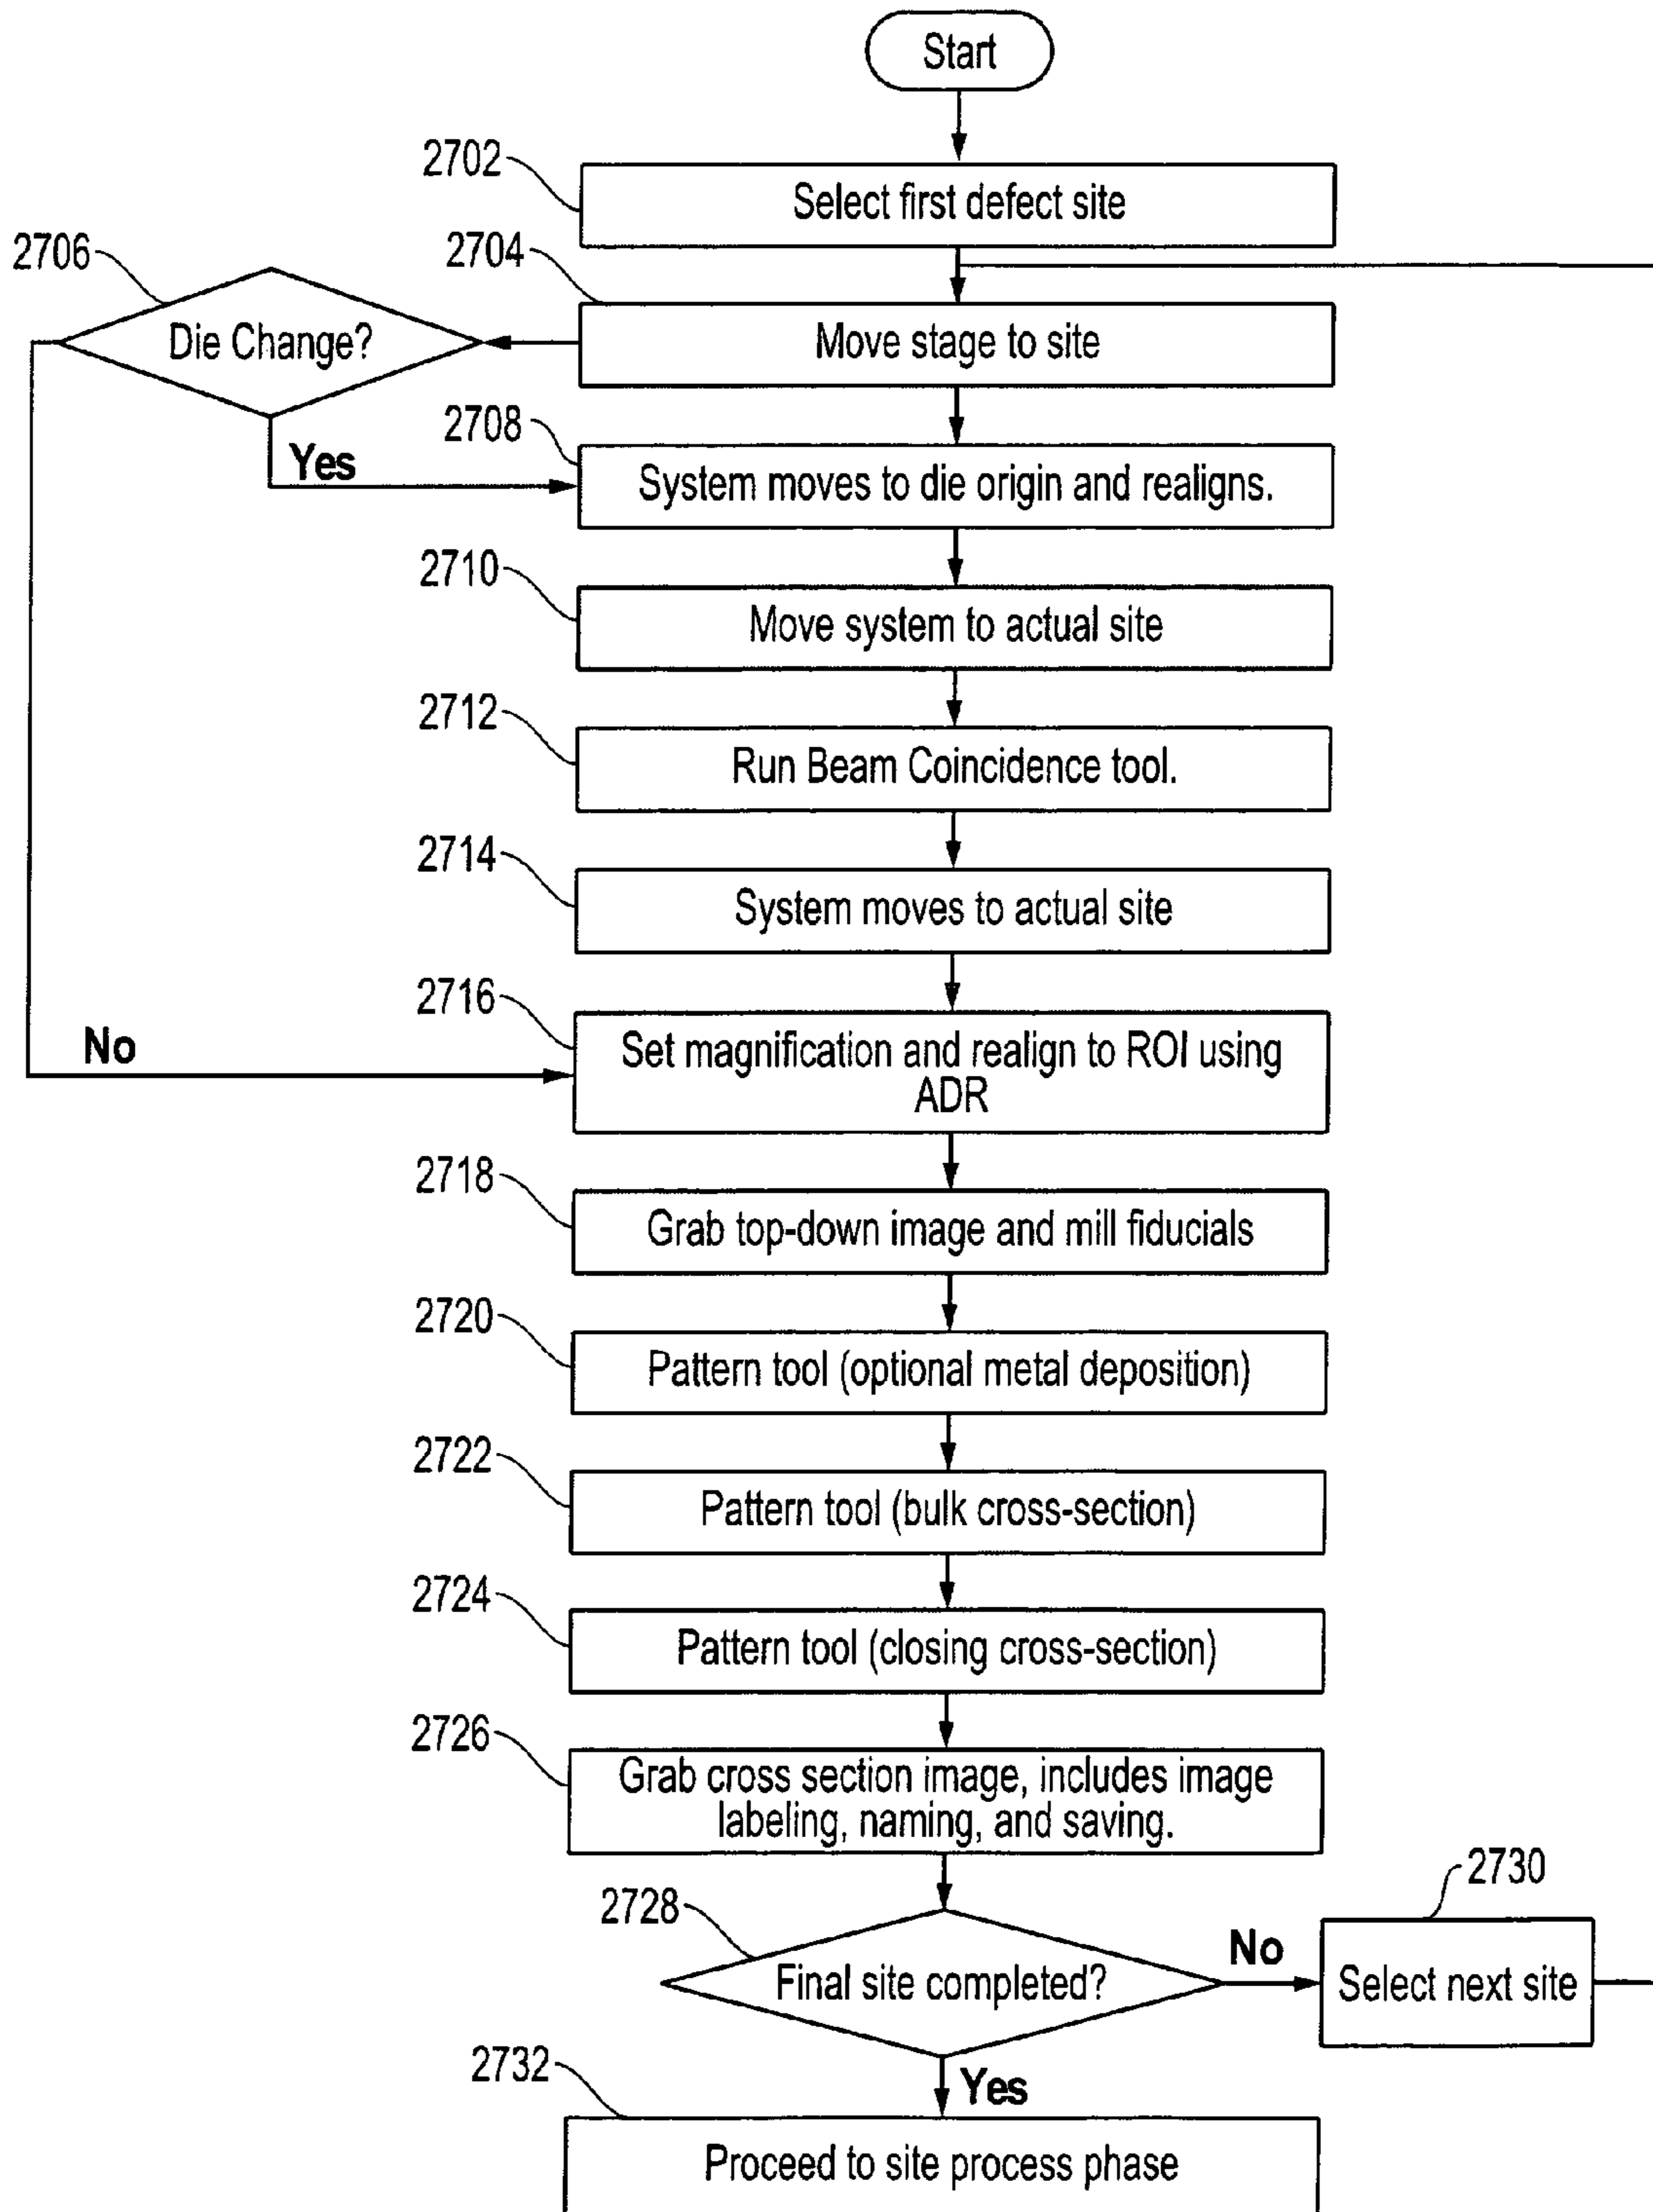 Start
2702
Select first defect site
2706
2704
Die Change?
Move stage to site
2708
Yes
System moves to die origin and realigns.
2710
Move system to actual site
2712
Run Beam Coincidence tool.
2714
System moves to actual site
2716
No
Set magnification and realign to ROI using
ADR
2718
Grab top-down image and mill fiducials
2720
Pattern tool (optional metal deposition)
2722
Pattern tool (bulk cross-section)
2724
Pattern tool (closing cross-section)
2726
Grab cross section image, includes image
labeling, naming, and saving.
2728
Final site completed?
No
2730
Select next site
2732
Yes
Proceed to site process phase